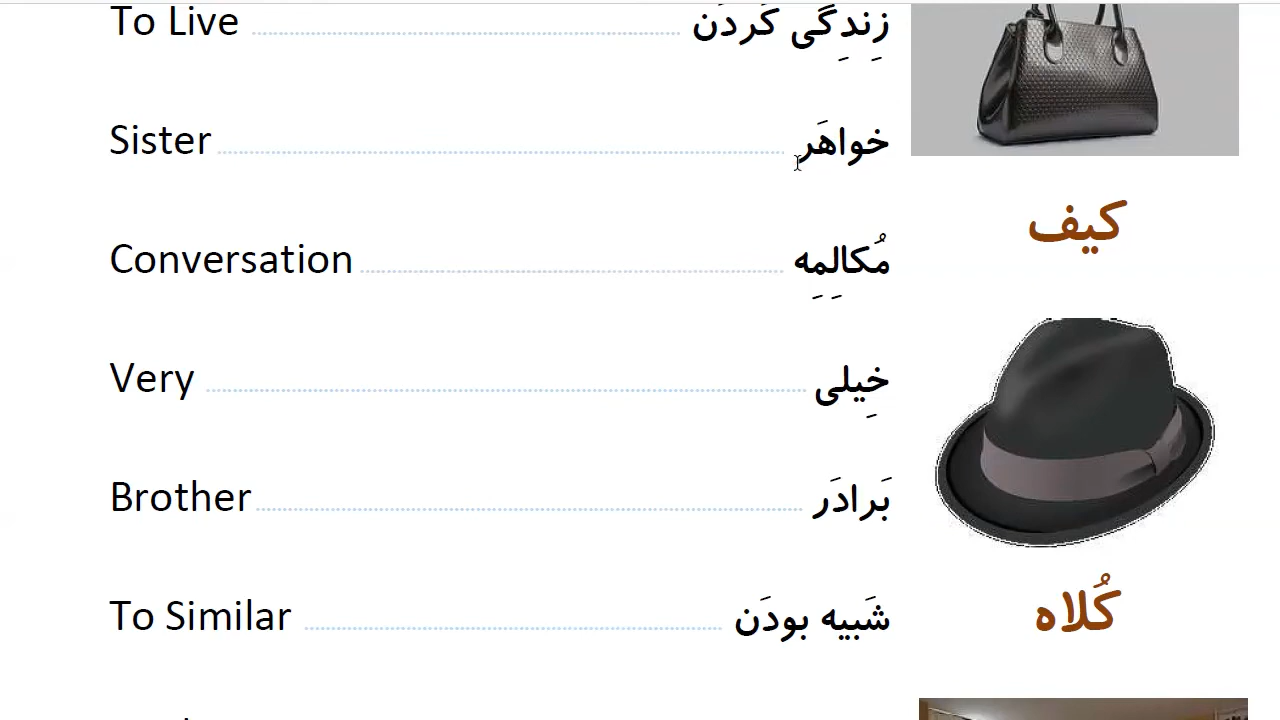 To Live ........ زِندِگی کَردَن
Sister ........ خواهَر
Conversation ........ مُکالِمِه
Very ........ خِیلی
Brother ........ بَرادَر
To Similar ........ شَبیه بودَن
کیف
کُلاه